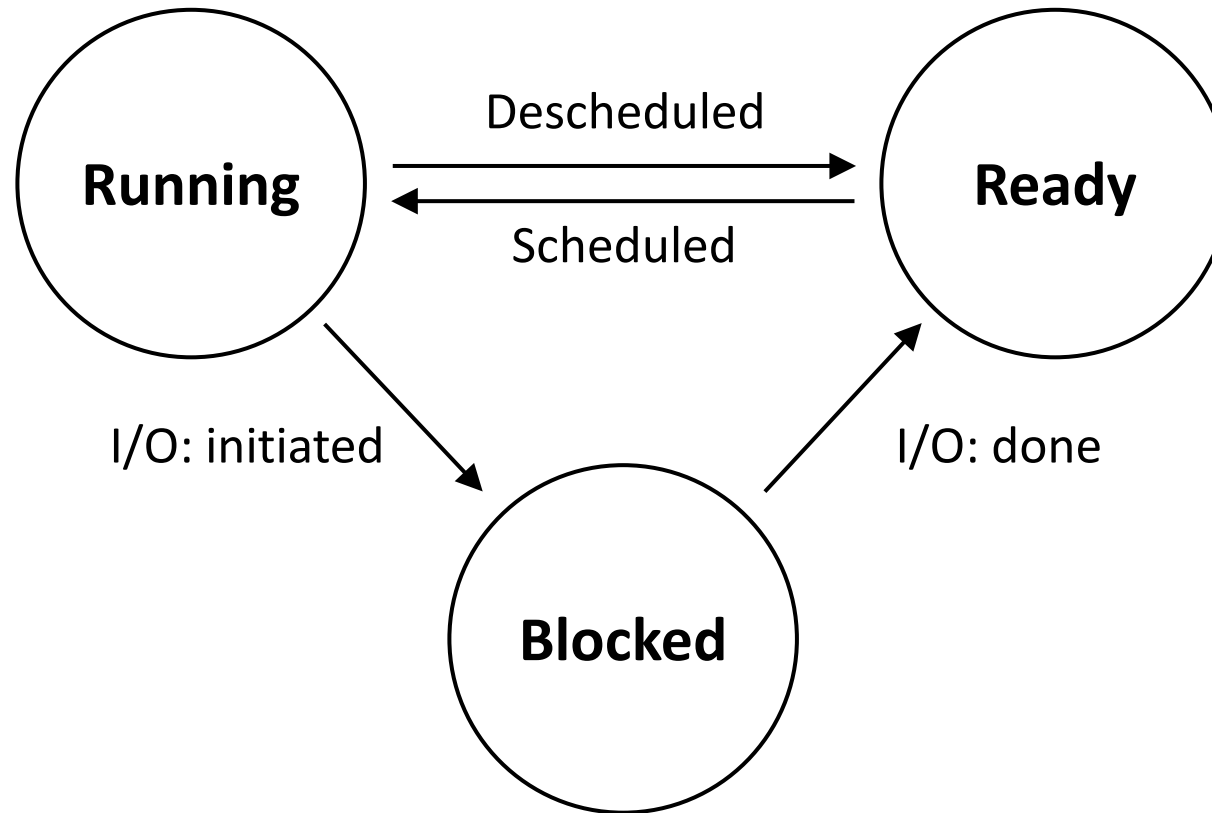 Descheduled
Running
Ready
Scheduled
I/O: initiated
I/O: done
Blocked